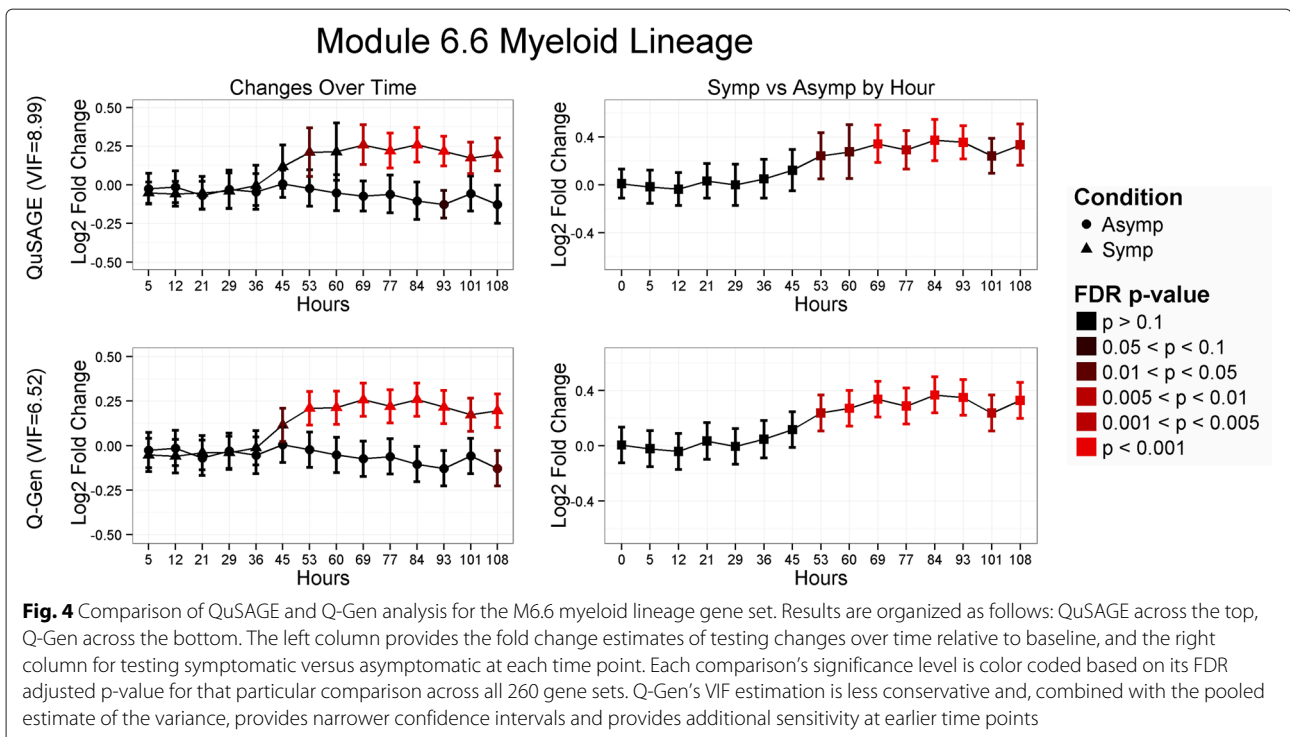 Module 6.6 Myeloid Lineage
Changes Over Time
Symp vs Asymp by Hour
QuSAGE (VIF=8.99)
Log2 Fold Change
0.50
0.25
0.00
-0.25
-0.50
5 12 21 29 36 45 53 60 69 77 84 93 101 108
Hours
Log2 Fold Change
0.4
0.0
-0.4
0 5 12 21 29 36 45 53 60 69 77 84 93 101 108
Hours
Q-Gen (VIF=6.52)
Log2 Fold Change
0.50
0.25
0.00
-0.25
-0.50
5 12 21 29 36 45 53 60 69 77 84 93 101 108
Hours
Log2 Fold Change
0.4
0.0
-0.4
0 5 12 21 29 36 45 53 60 69 77 84 93 101 108
Hours
Condition
Asymp
Symp
FDR p-value
p > 0.1
0.05 < p < 0.1
0.01 < p < 0.05
0.005 < p < 0.01
0.001 < p < 0.005
p < 0.001
Fig. 4 Comparison of QuSAGE and Q-Gen analysis for the M6.6 myeloid lineage gene set. Results are organized as follows: QuSAGE across the top,
Q-Gen across the bottom. The left column provides the fold change estimates of testing changes over time relative to baseline, and the right
column for testing symptomatic versus asymptomatic at each time point. Each comparison's significance level is color coded based on its FDR
adjusted p-value for that particular comparison across all 260 gene sets. Q-Gen's VIF estimation is less conservative and, combined with the pooled
estimate of the variance, provides narrower confidence intervals and provides additional sensitivity at earlier time points